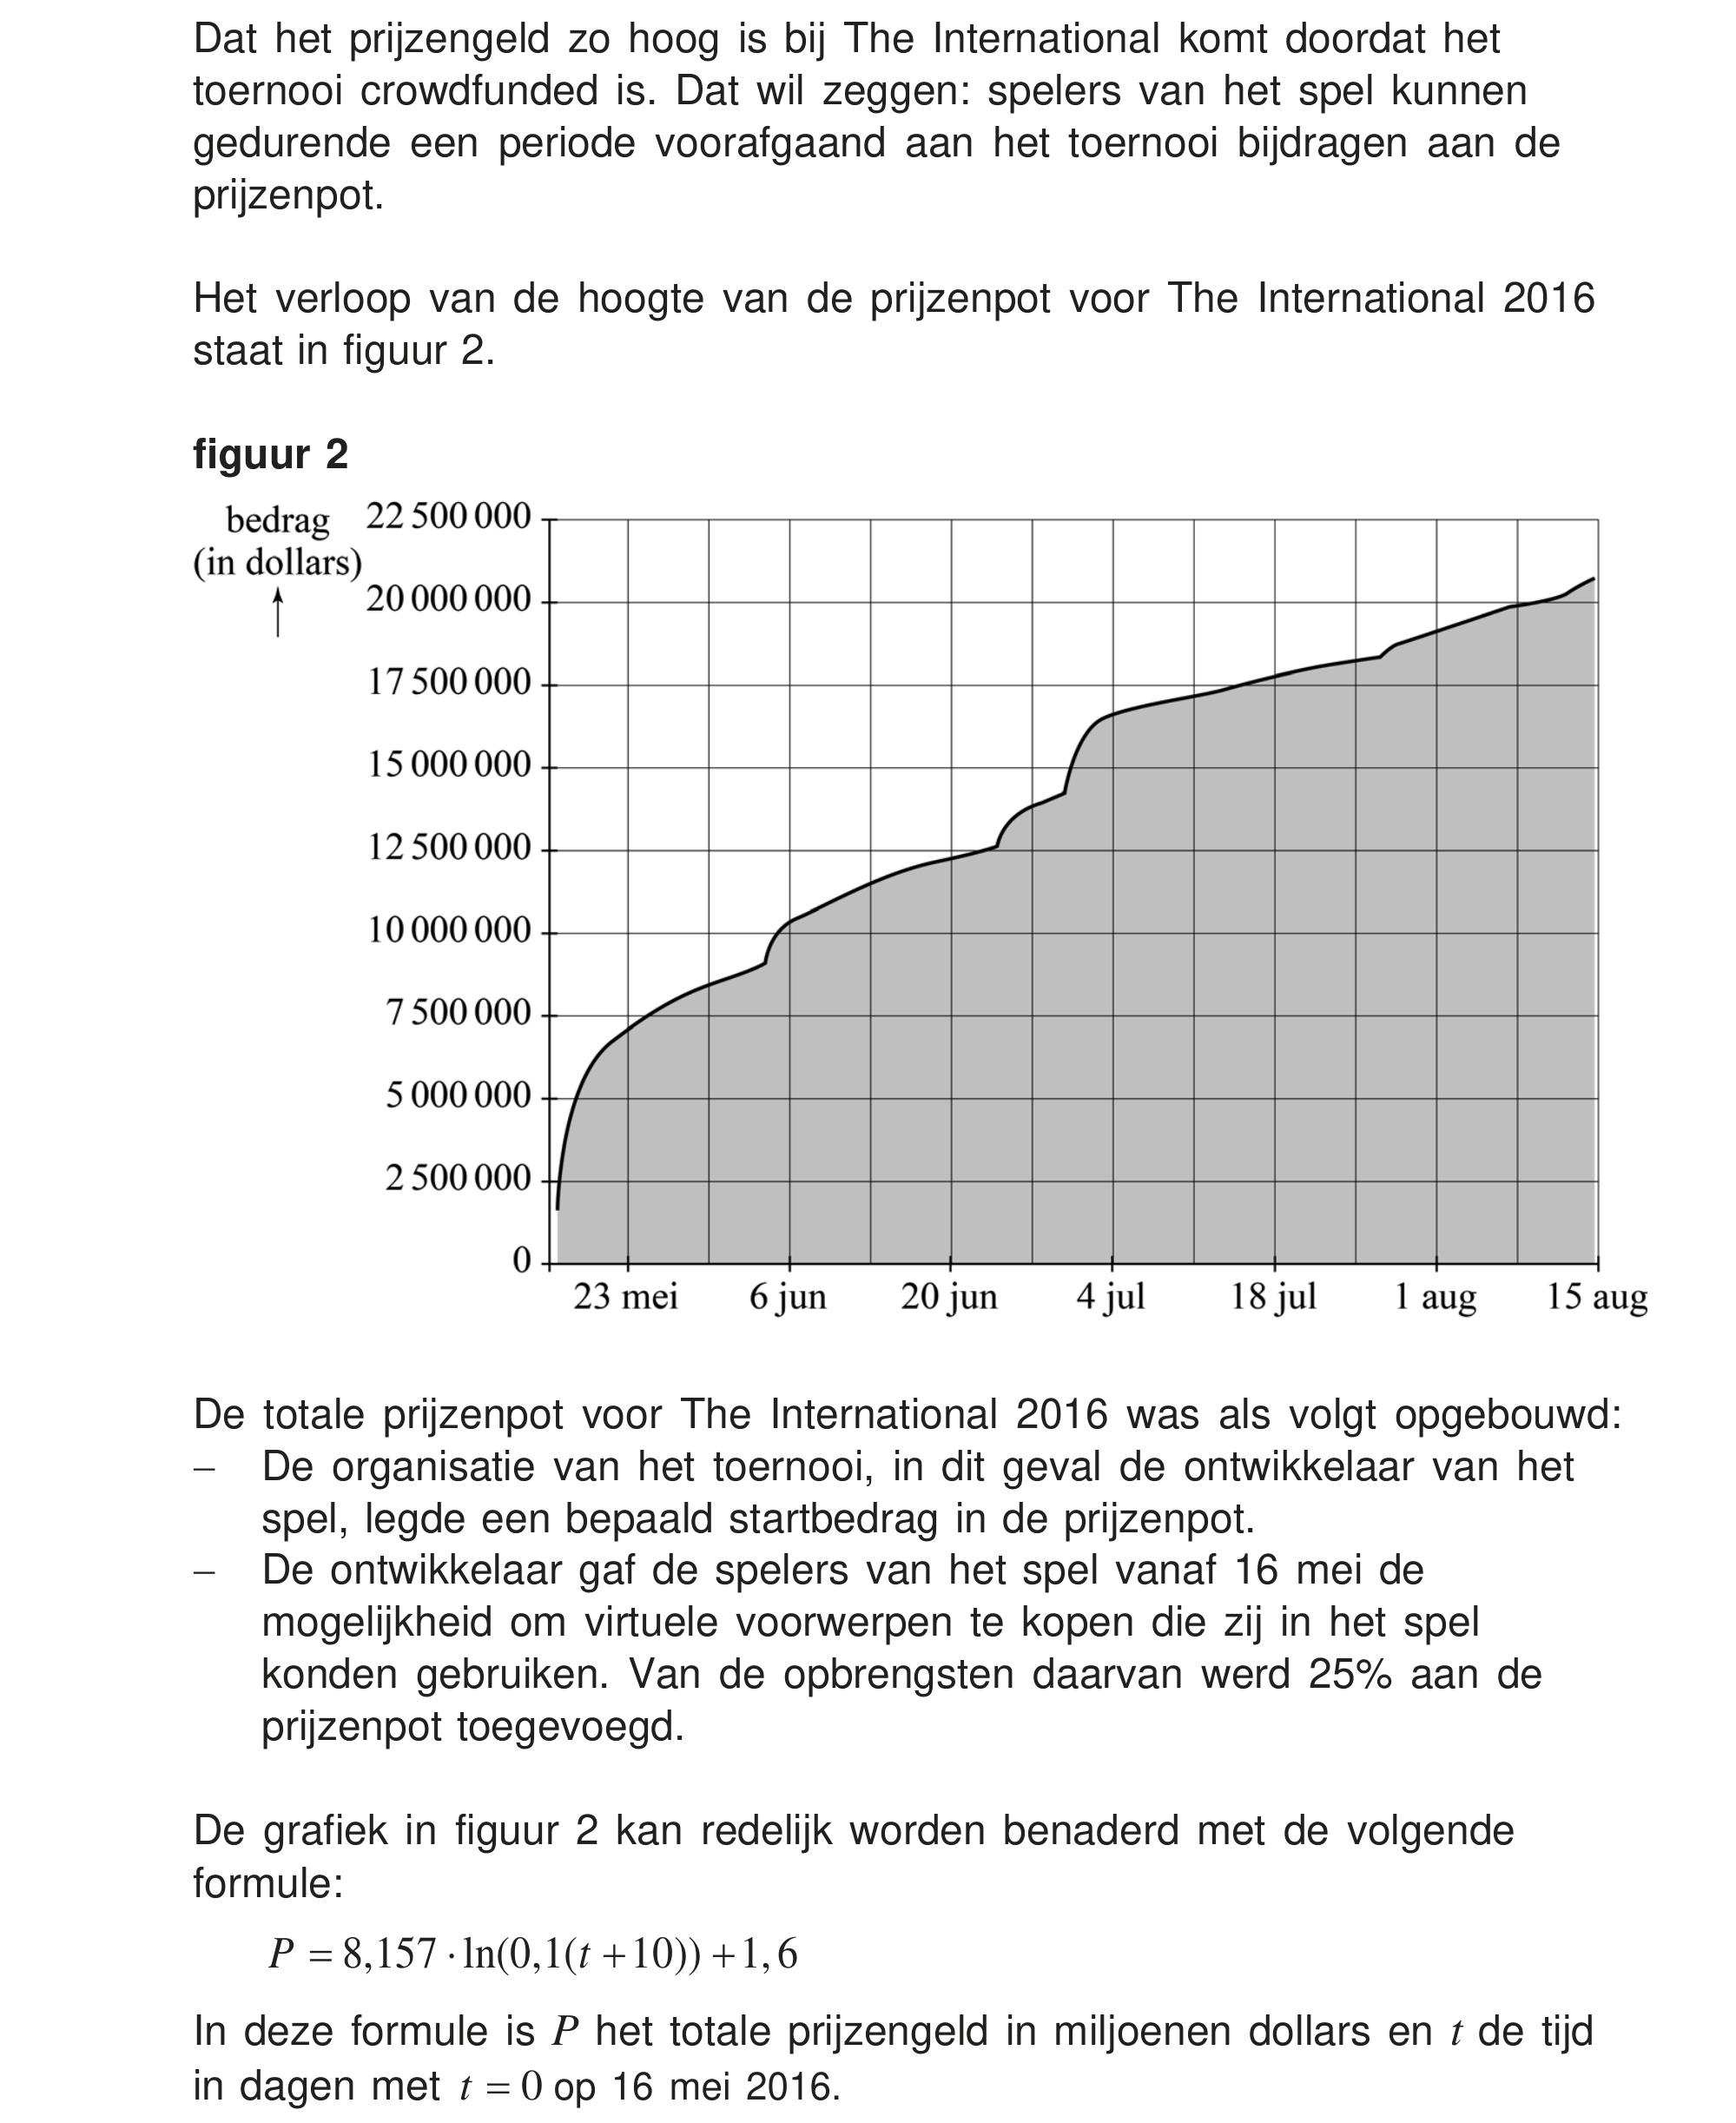 Dat het prijzengeld zo hoog is bij The International komt doordat het
toernooi crowdfunded is. Dat wil zeggen: spelers van het spel kunnen
gedurende een periode voorafgaand aan het toernooi bijdragen aan de
prijzenpot.
Het verloop van de hoogte van de prijzenpot voor The International 2016
staat in figuur 2.
figuur 2
bedrag
(in dollars)
↑
22 500 000
20 000 000
17 500 000
15 000 000
12 500 000
10 000 000
7 500 000
5 000 000
2 500 000
0
23 mei 6 jun 20 jun 4 jul 18 jul 1 aug 15 aug
De totale prijzenpot voor The International 2016 was als volgt opgebouwd:
– De organisatie van het toernooi, in dit geval de ontwikkelaar van het
spel, legde een bepaald startbedrag in de prijzenpot.
– De ontwikkelaar gaf de spelers van het spel vanaf 16 mei de
mogelijkheid om virtuele voorwerpen te kopen die zij in het spel
konden gebruiken. Van de opbrengsten daarvan werd 25% aan de
prijzenpot toegevoegd.
De grafiek in figuur 2 kan redelijk worden benaderd met de volgende
formule:
P = 8,157 · ln(0,1(t + 10)) + 1,6
In deze formule is P het totale prijzengeld in miljoenen dollars en t de tijd
in dagen met t = 0 op 16 mei 2016.